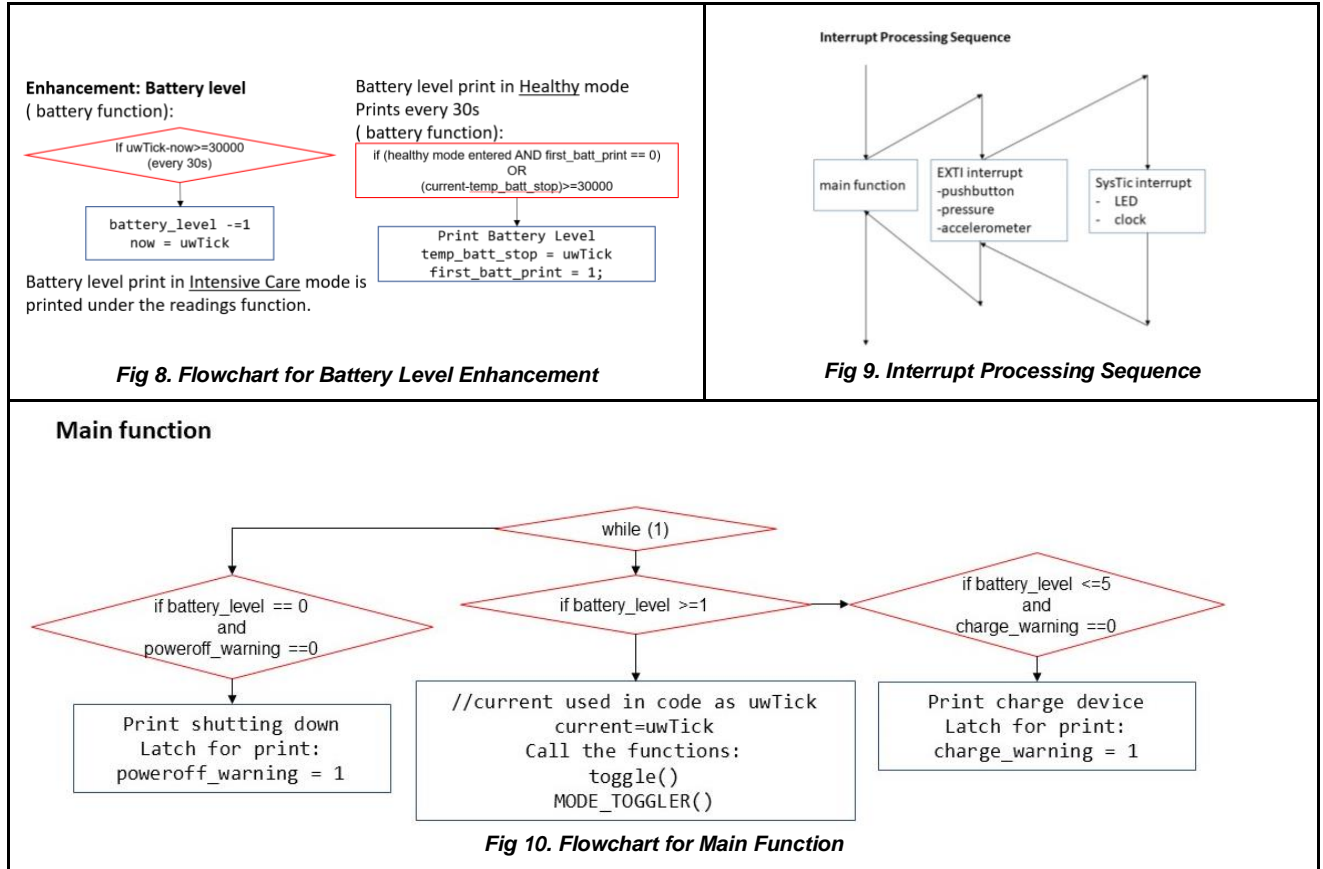 Enhancement: Battery level
( battery function):
If uwTick-now>=30000
(every 30s)
battery_level -=1
now = uwTick
Battery level print in Intensive Care mode is
printed under the readings function.
Battery level print in Healthy mode
Prints every 30s
( battery function):
if (healthy mode entered AND first_batt_print == 0)
OR
(current-temp_batt_stop)>=30000
Print Battery Level
temp_batt_stop = uwTick
first_batt_print = 1;
Fig 8. Flowchart for Battery Level Enhancement
Interrupt Processing Sequence
main function
EXTI interrupt
-pushbutton
-pressure
-accelerometer
SysTic interrupt
- LED
- clock
Fig 9. Interrupt Processing Sequence
Main function
while (1)
if battery_level == 0
and
poweroff_warning ==0
if battery_level >=1
if battery_level <=5
and
charge_warning ==0
Print shutting down
Latch for print:
poweroff_warning = 1
//current used in code as uwTick
current=uwTick
Call the functions:
toggle()
MODE_TOGGLER()
Print charge device
Latch for print:
charge_warning = 1
Fig 10. Flowchart for Main Function